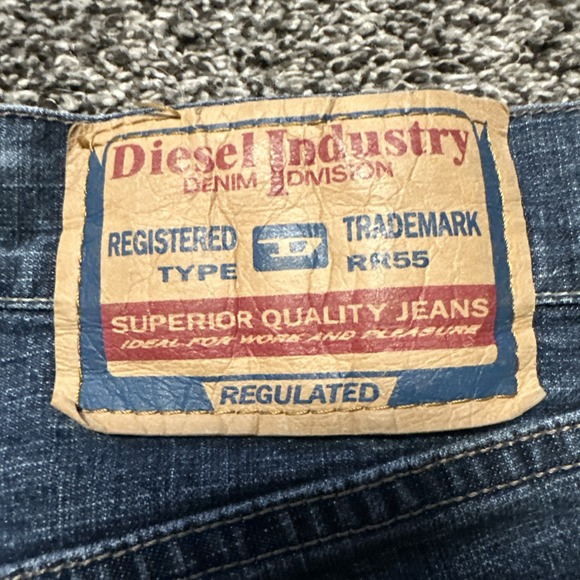 Diesel Industry
DENIM DIVISION
REGISTERED TRADEMARK
TYPE RR55
SUPERIOR QUALITY JEANS
IDEAL FOR WORK AND PLEASURE
REGULATED